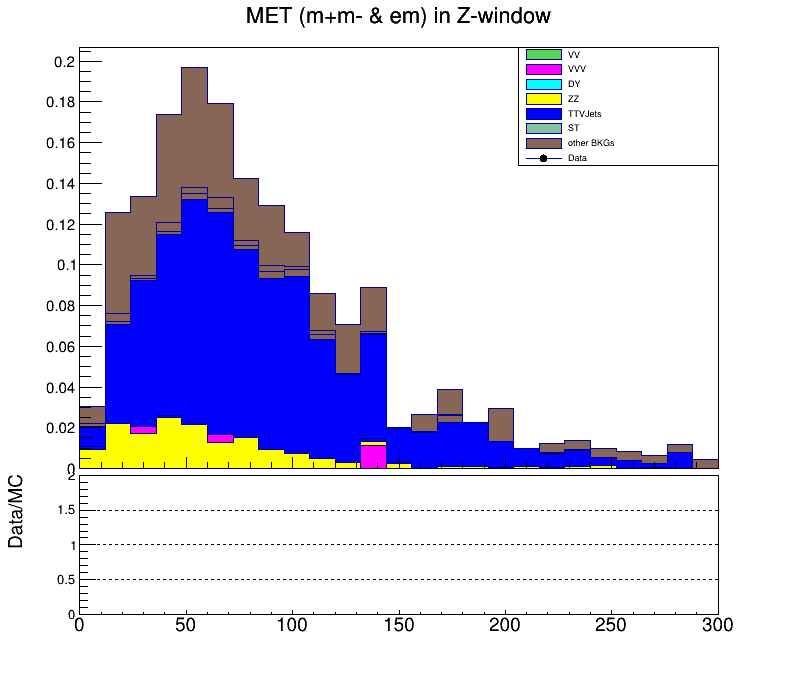 MET (m+m- & em) in Z-window
0.2
0.18
0.16
0.14
0.12
0.1
0.08
0.06
0.04
0.02
0
VV
VVV
DY
ZZ
TTVJets
ST
other BKGs
Data
Data/MC
2
1.5
1
0.5
0
0 50 100 150 200 250 300